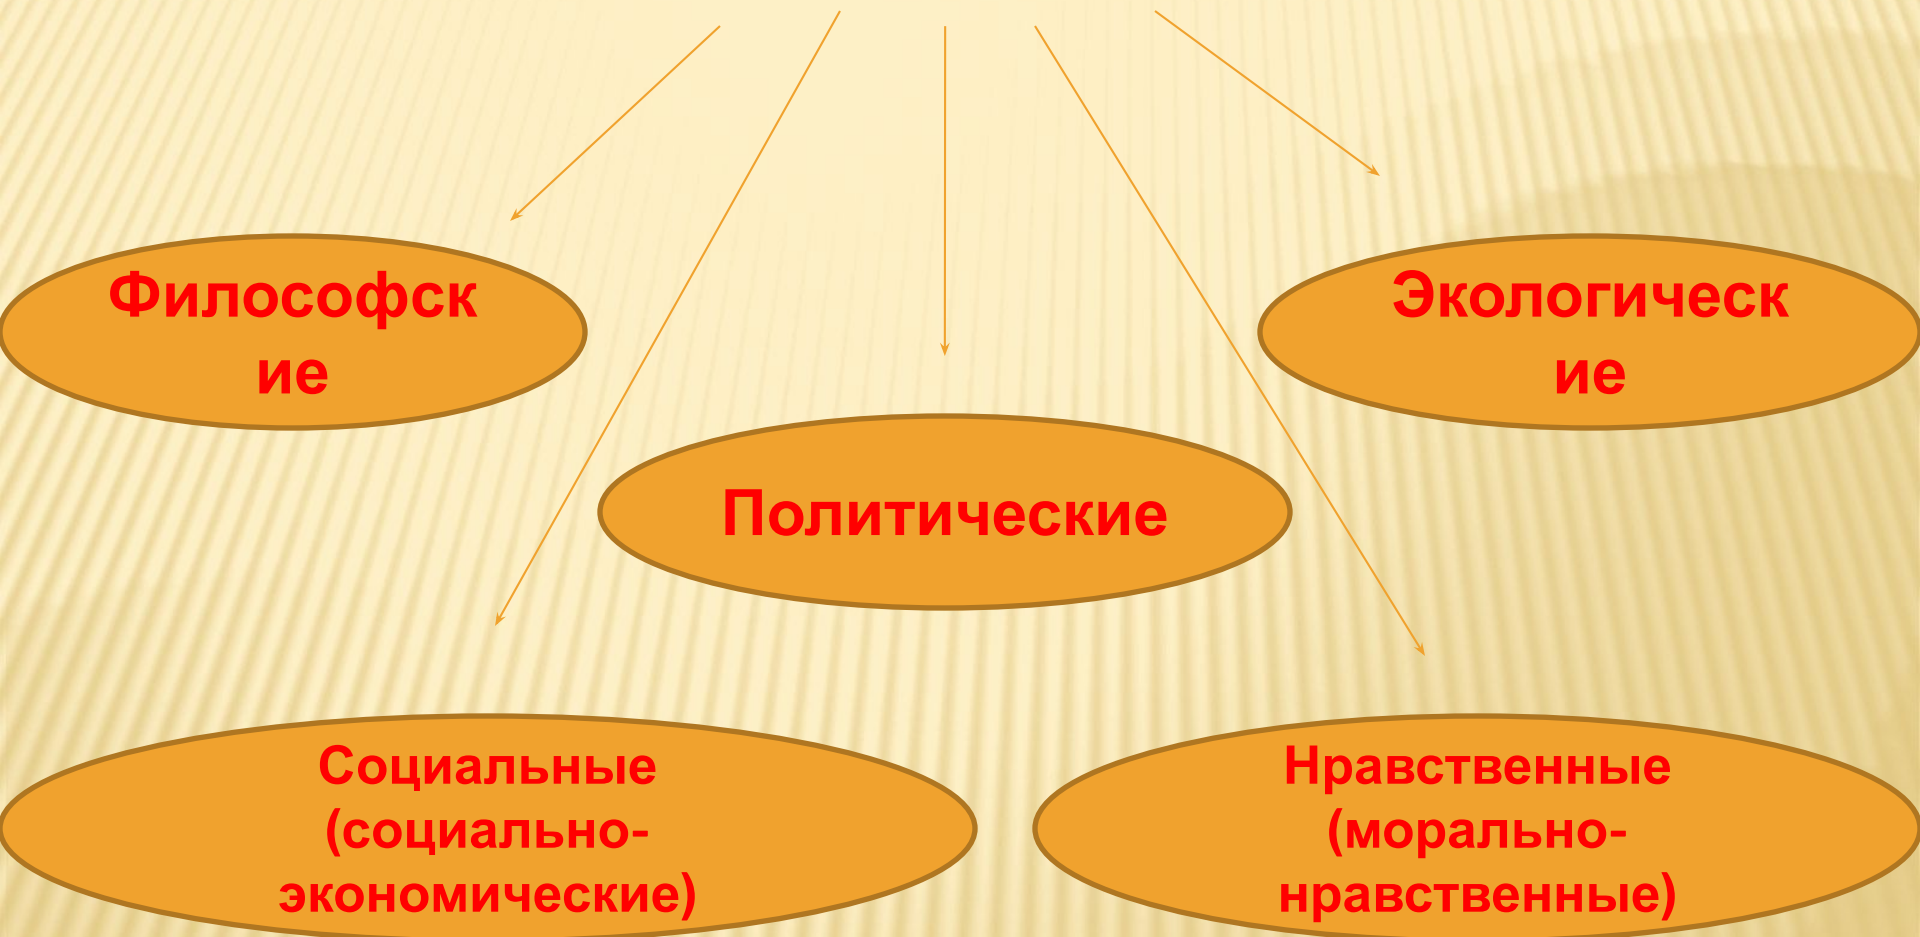 Философск
ие
Экологическ
ие
Политические
Социальные
(социально-
экономические)
Нравственные
(морально-
нравственные)